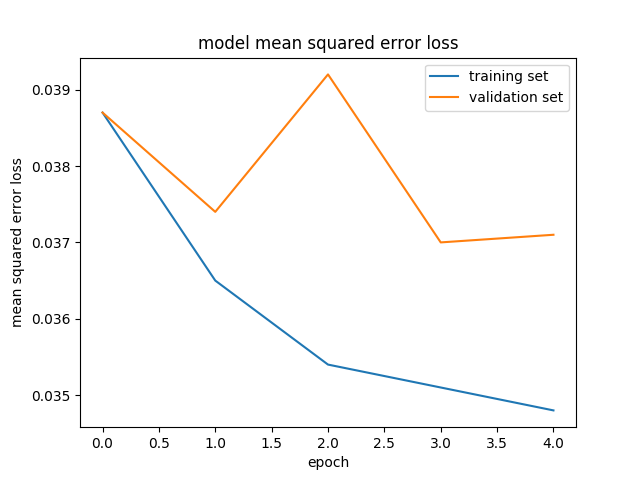 model mean squared error loss
training set
validation set
mean squared error loss
0.039
0.038
0.037
0.036
0.035
0.0 0.5 1.0 1.5 2.0 2.5 3.0 3.5 4.0
epoch